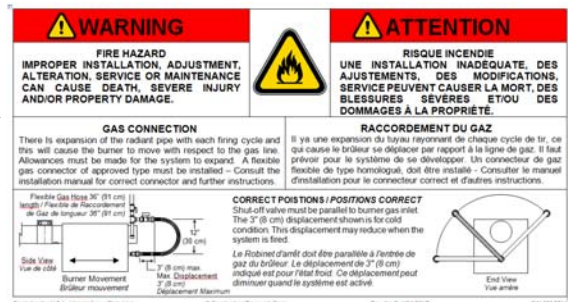 WARNING
ATTENTION
FIRE HAZARD
IMPROPER INSTALLATION, ADJUSTMENT,
ALTERATION, SERVICE OR MAINTENANCE
CAN CAUSE DEATH, SEVERE INJURY
AND/OR PROPERTY DAMAGE.
RISQUE INCENDIE
UNE INSTALLATION INADÉQUATE, DES
AJUSTEMENTS, DES MODIFICATIONS,
SERVICE PEUVENT CAUSER LA MORT, DES
BLESSURES SÉVÈRES ET/OU DES
DOMMAGES À LA PROPRIÉTÉ.
GAS CONNECTION
There Is expansion of the radiant pipe with each firing cycle and
this will cause the burner to move with respect to the gas line.
Allowances must be made for the system to expand. A flexible
gas connector of approved type must be installed – Consult the
installation manual for correct connector and further instructions.
RACCORDEMENT DU GAZ
Il ya une expansion du tuyau rayonnant de chaque cycle de tir, ce
qui cause le brûleur se déplacer par rapport à la ligne de gaz. Il faut
prévoir pour le système de se développer. Un connecteur de gaz
flexible de type homologué, doit être installé - Consulter le manuel
d'installation pour le connecteur correct et d'autres instructions.
Flexible Gas Hose 36" (91 cm)
length / Flexible de Raccordement
de Gaz de longueur 36" (91 cm)
12"
(30 cm)
Side View
Vue de côté
Burner Movement
Brûleur mouvement
3" (8 cm) max.
Max. Displacement
3" (8 cm)
Déplacement Maximum
CORRECT POISTIONS / POSITIONS CORRECT
Shut-off valve must be parallel to burner gas inlet.
The 3" (8 cm) displacement shown is for cold
condition. This displacement may reduce when the
system is fired.
Le Robinet d'arrêt doit être parallèle à l'entrée de
gaz du brûleur. Le déplacement de 3" (8 cm)
indiqué est pour l'état froid. Ce déplacement peut
diminuer quand le système est activé.
End View
Vue arrière